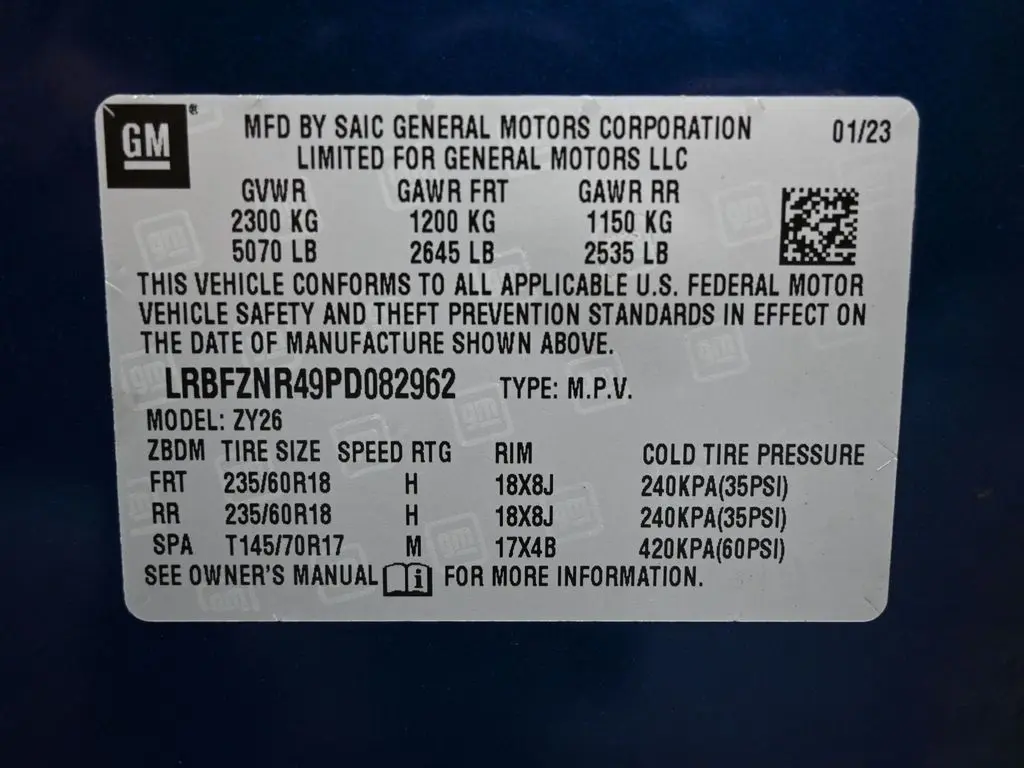 GM ® MFD BY SAIC GENERAL MOTORS CORPORATION 01/23
LIMITED FOR GENERAL MOTORS LLC
GVWR GAWR FRT GAWR RR
2300 KG 1200 KG 1150 KG
5070 LB 2645 LB 2535 LB
THIS VEHICLE CONFORMS TO ALL APPLICABLE U.S. FEDERAL MOTOR
VEHICLE SAFETY AND THEFT PREVENTION STANDARDS IN EFFECT ON
THE DATE OF MANUFACTURE SHOWN ABOVE.
LRBFZNR49PD082962 TYPE: M.P.V.
MODEL: ZY26
ZBDM TIRE SIZE SPEED RTG RIM COLD TIRE PRESSURE
FRT 235/60R18 H 18X8J 240KPA(35PSI)
RR 235/60R18 H 18X8J 240KPA(35PSI)
SPA T145/70R17 M 17X4B 420KPA(60PSI)
SEE OWNER'S MANUAL i FOR MORE INFORMATION.